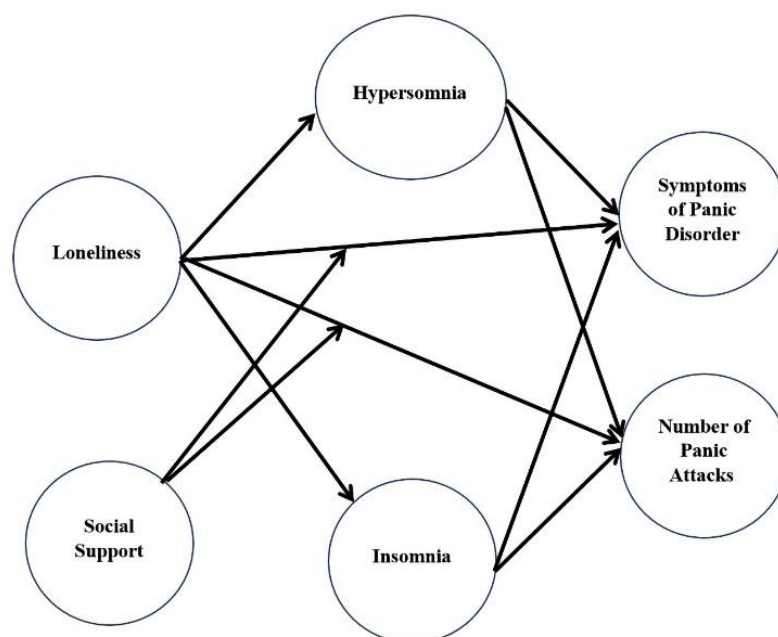 Hypersomnia
Symptoms
of Panic
Disorder
Loneliness
Number of
Panic
Attacks
Social
Support
Insomnia